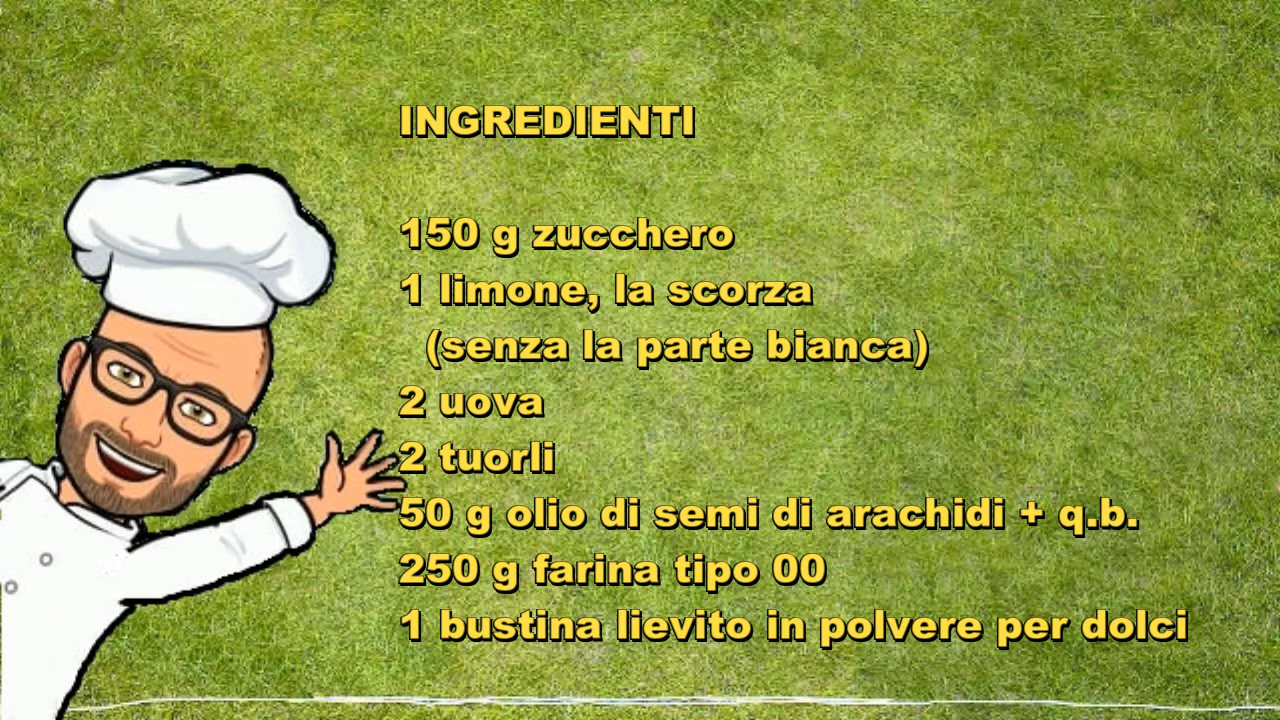 INGREDIENTI
150 g zucchero
1 limone, la scorza
(senza la parte bianca)
2 uova
2 tuorli
50 g olio di semi di arachidi + q.b.
250 g farina tipo 00
1 bustina lievito in polvere per dolci